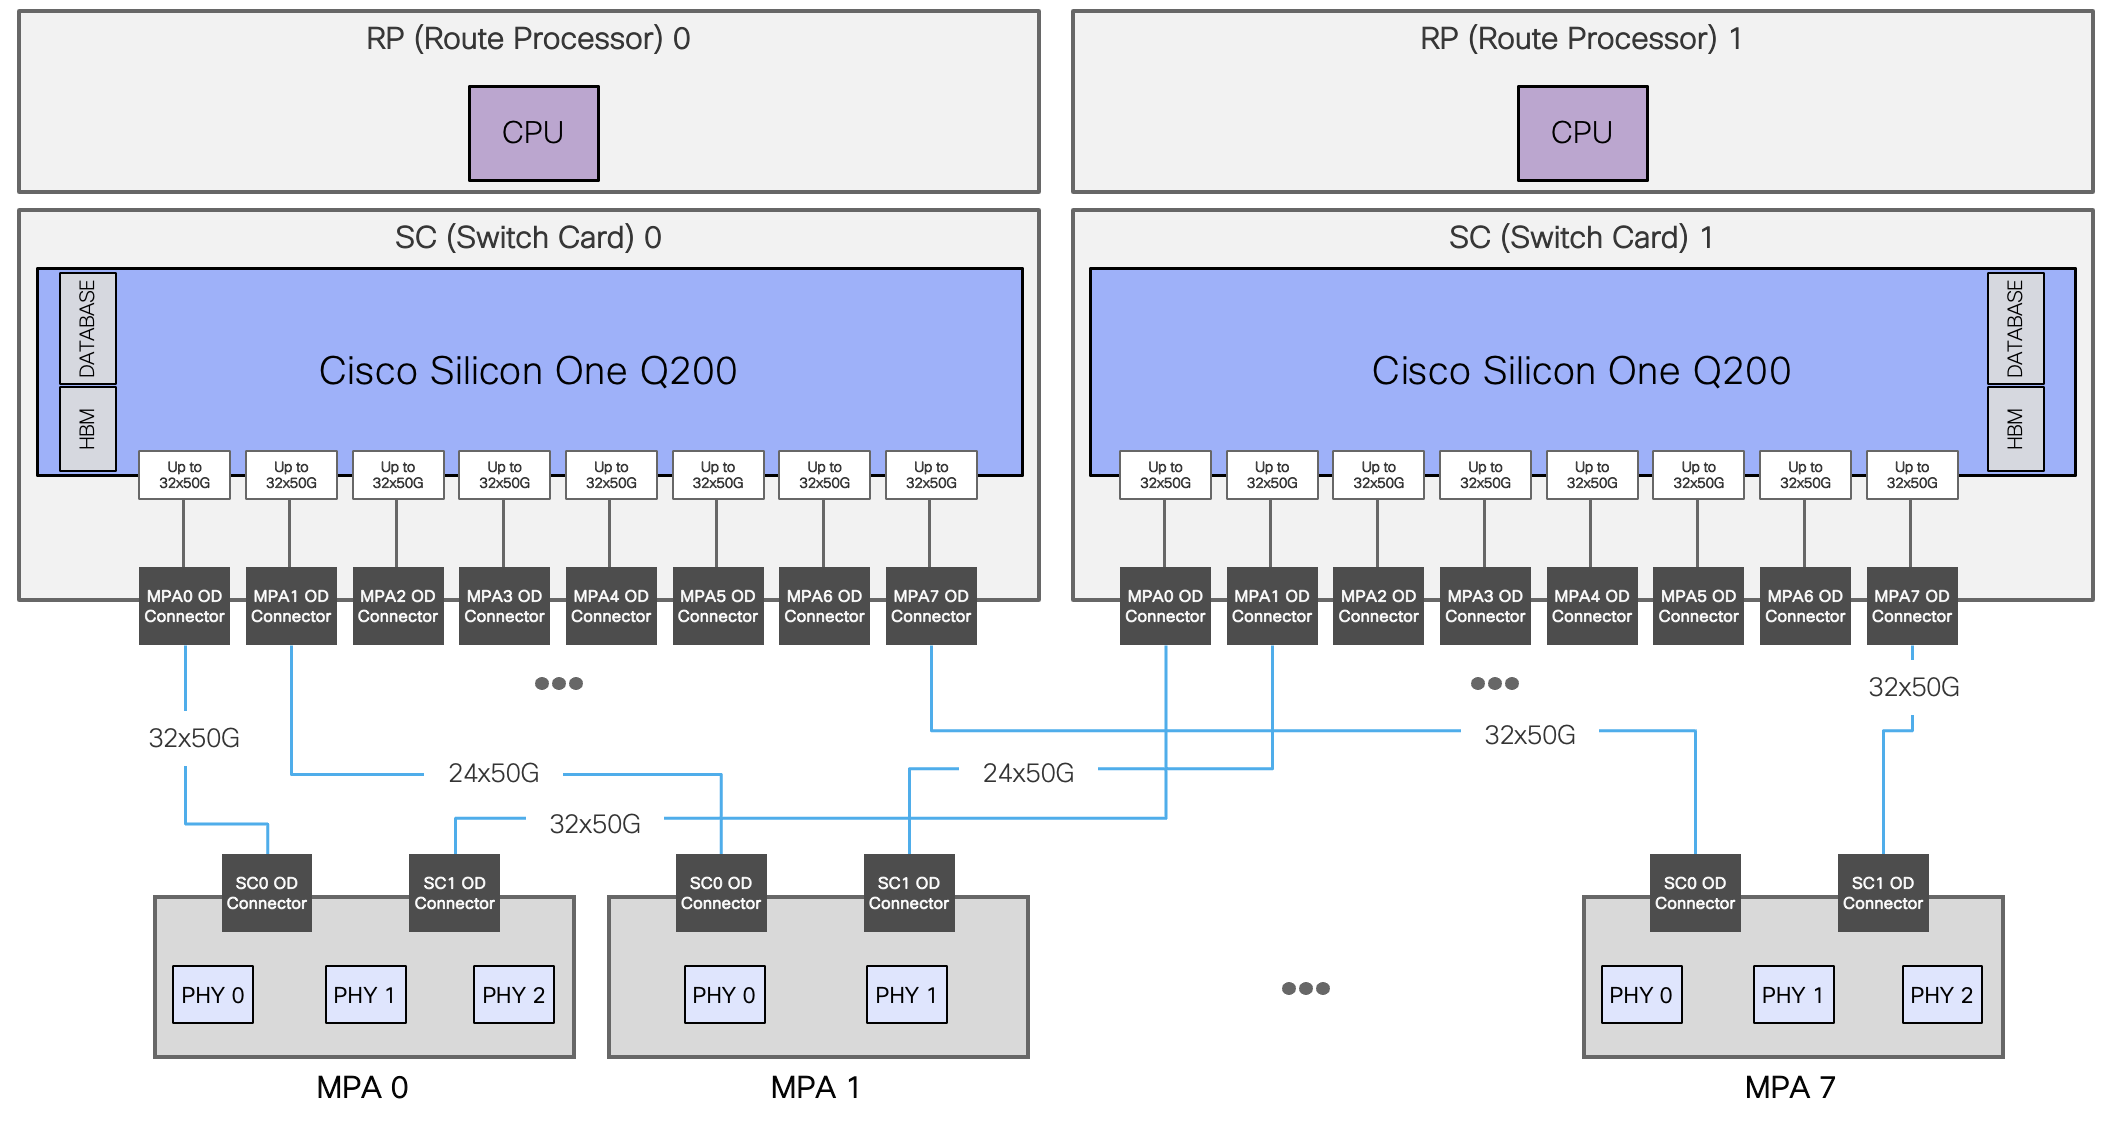 RP (Route Processor) 0
RP (Route Processor) 1
CPU
CPU
SC (Switch Card) 0
SC (Switch Card) 1
DATABASE
HBM
Cisco Silicon One Q200
Cisco Silicon One Q200
DATABASE
HBM
Up to
32x50G
Up to
32x50G
Up to
32x50G
Up to
32x50G
Up to
32x50G
Up to
32x50G
Up to
32x50G
Up to
32x50G
Up to
32x50G
Up to
32x50G
Up to
32x50G
Up to
32x50G
Up to
32x50G
Up to
32x50G
Up to
32x50G
Up to
32x50G
MPA0 OD
Connector
MPA1 OD
Connector
MPA2 OD
Connector
MPA3 OD
Connector
MPA4 OD
Connector
MPA5 OD
Connector
MPA6 OD
Connector
MPA7 OD
Connector
MPA0 OD
Connector
MPA1 OD
Connector
MPA2 OD
Connector
MPA3 OD
Connector
MPA4 OD
Connector
MPA5 OD
Connector
MPA6 OD
Connector
MPA7 OD
Connector
32x50G
32x50G
32x50G
24x50G
24x50G
32x50G
SC0 OD
Connector
SC1 OD
Connector
SC0 OD
Connector
SC1 OD
Connector
SC0 OD
Connector
SC1 OD
Connector
PHY 0
PHY 1
PHY 2
PHY 0
PHY 1
PHY 0
PHY 1
PHY 2
MPA 0
MPA 1
MPA 7